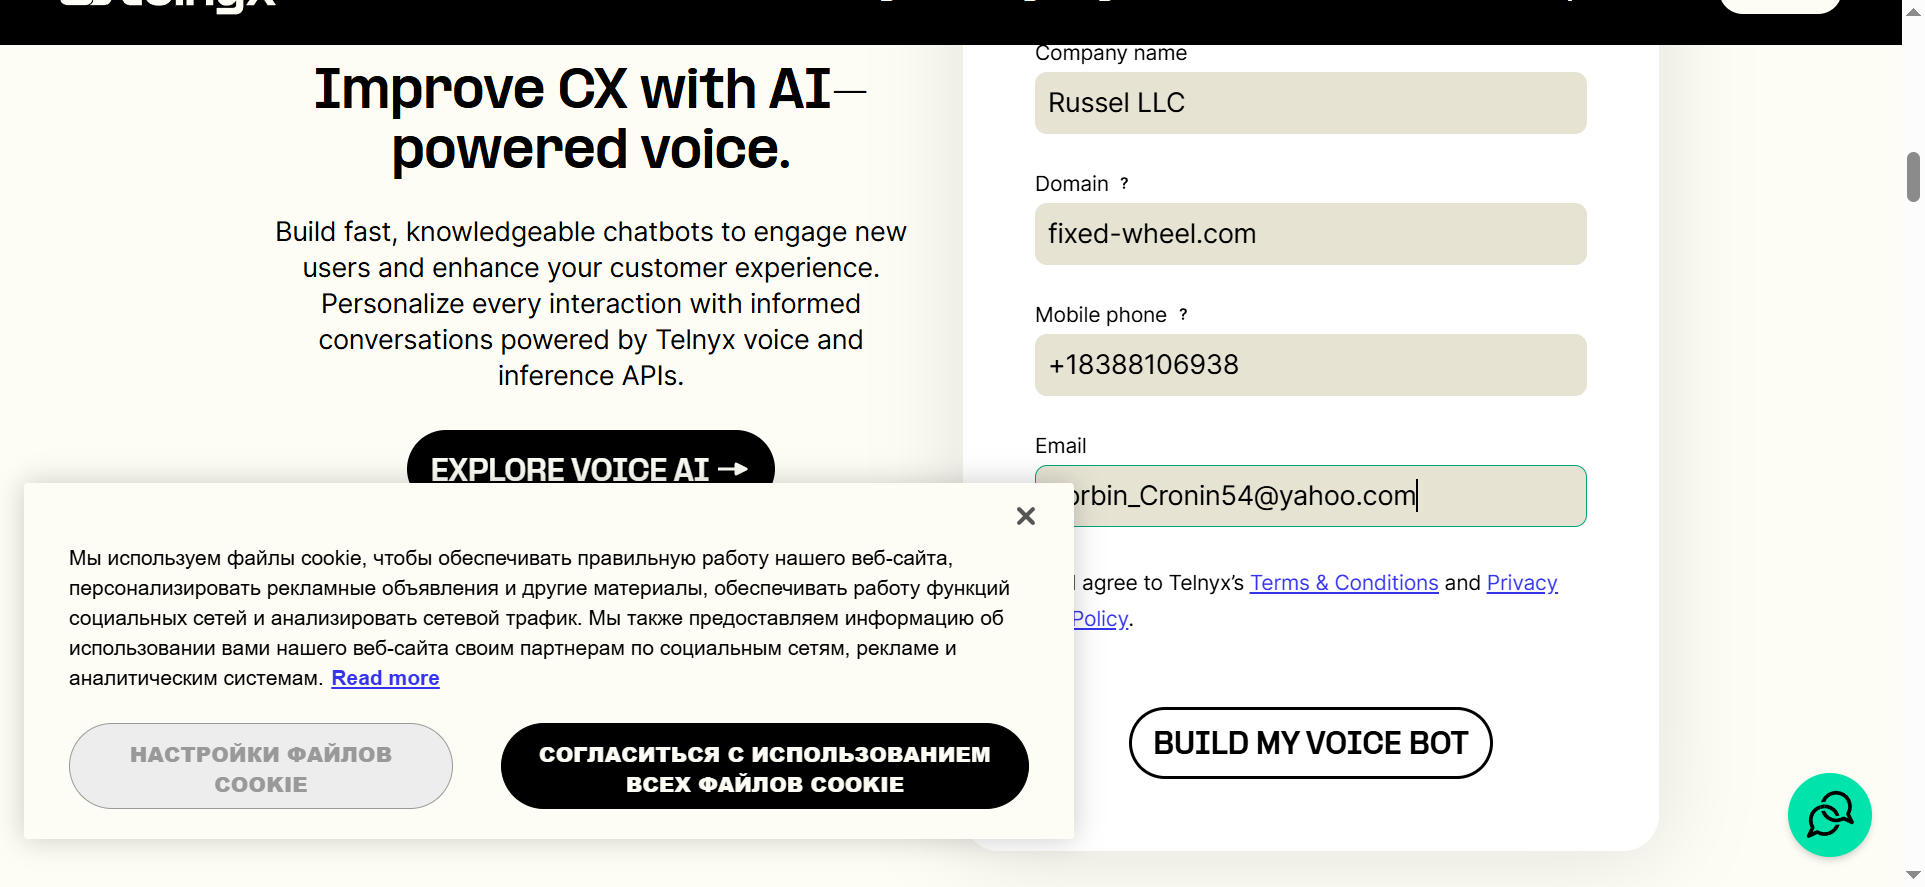 telnyx
Company name
Russel LLC
Improve CX with AI—
powered voice.
Domain ?
fixed-wheel.com
Build fast, knowledgeable chatbots to engage new
users and enhance your customer experience.
Personalize every interaction with informed
conversations powered by Telnyx voice and
inference APIs.
Mobile phone ?
+18388106938
EXPLORE VOICE AI →
Email
orbin_Cronin54@yahoo.com
I agree to Telnyx’s Terms & Conditions and Privacy
Policy.
BUILD MY VOICE BOT
Мы используем файлы cookie, чтобы обеспечивать правильную работу нашего веб-сайта,
персонализировать рекламные объявления и другие материалы, обеспечивать работу функций
социальных сетей и анализировать сетевой трафик. Мы также предоставляем информацию об
использовании вами нашего веб-сайта своим партнерам по социальным сетям, рекламе и
аналитическим системам. Read more
НАСТРОЙКИ ФАЙЛОВ
COOKIE
СОГЛАСИТЬСЯ С ИСПОЛЬЗОВАНИЕМ
ВСЕХ ФАЙЛОВ COOKIE